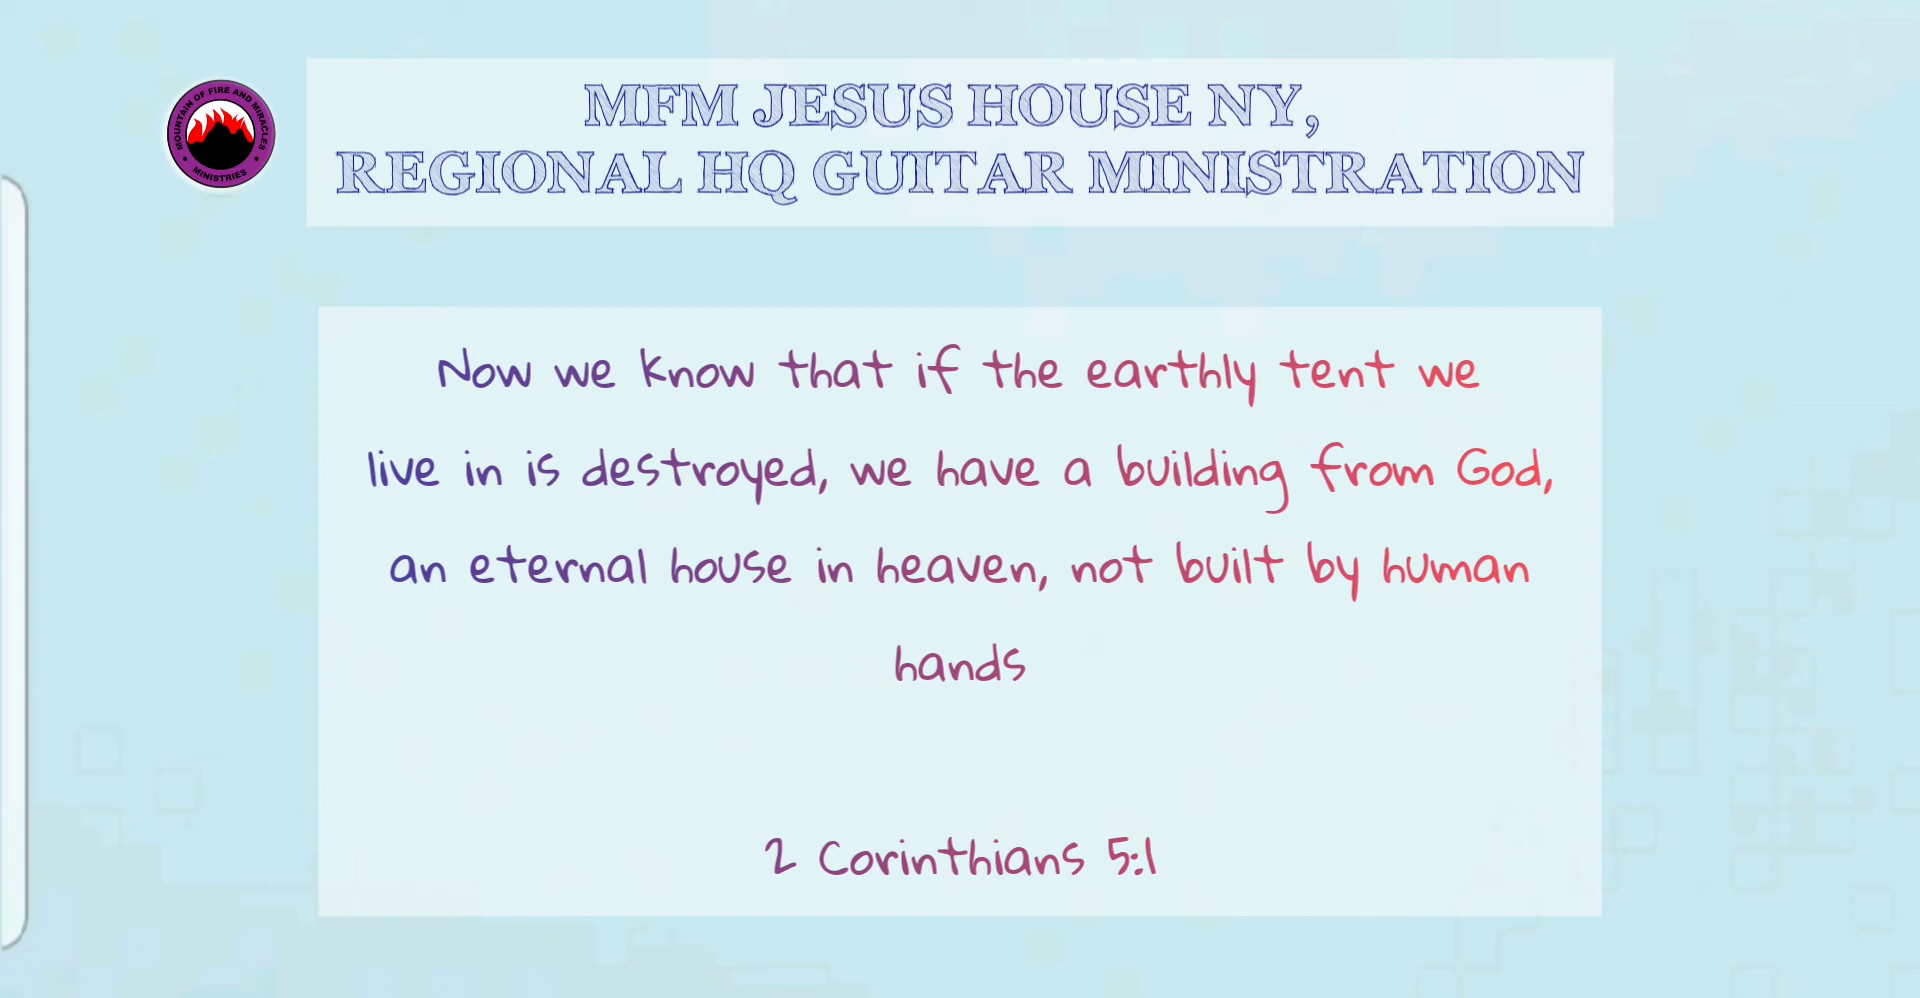 MOUNTAIN OF FIRE AND MIRACLES
MINISTRIES
MFM JESUS HOUSE NY,
REGIONAL HQ GUITAR MINISTRATION
Now we know that if the earthly tent we
live in is destroyed, we have a building from God,
an eternal house in heaven, not built by human
hands
2 Corinthians 5:1